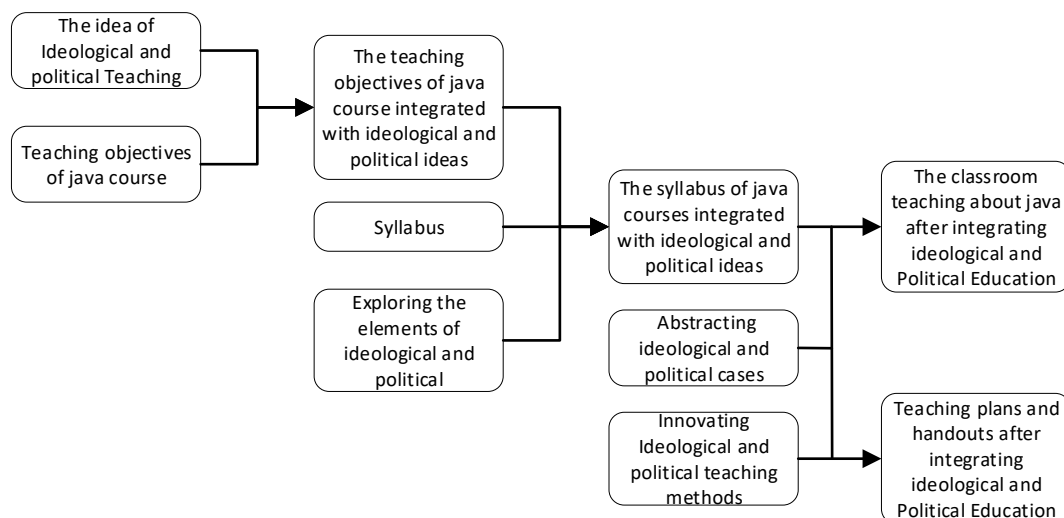 The idea of
Ideological and
political Teaching
Teaching objectives
of java course
The teaching
objectives of java
course integrated
with ideological and
political ideas
Syllabus
Exploring the
elements of
ideological and
political
The syllabus of java
courses integrated
with ideological and
political ideas
Abstracting
ideological and
political cases
Innovating
Ideological and
political teaching
methods
The classroom
teaching about java
after integrating
ideological and
Political Education
Teaching plans and
handouts after
integrating
ideological and
Political Education